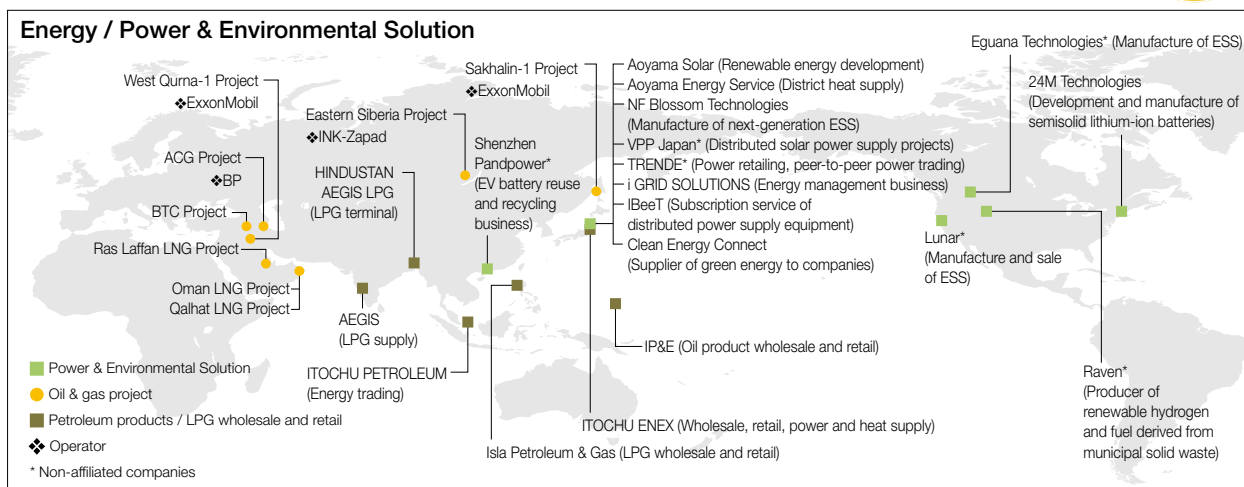 Energy / Power & Environmental Solution
West Qurna-1 Project
❖ExxonMobil
ACG Project
❖BP
BTC Project
Ras Laffan LNG Project
Oman LNG Project
Qalhat LNG Project
Eastern Siberia Project
❖INK-Zapad
HINDUSTAN
AEGIS LPG
(LPG terminal)
AEGIS
(LPG supply)
ITOCHU PETROLEUM
(Energy trading)
Sakhalin-1 Project
❖ExxonMobil
Shenzhen
Pandpower*
(EV battery reuse
and recycling
business)
Aoyama Solar (Renewable energy development)
Aoyama Energy Service (District heat supply)
NF Blossom Technologies
(Manufacture of next-generation ESS)
VPP Japan* (Distributed solar power supply projects)
TRENDE* (Power retailing, peer-to-peer power trading)
i GRID SOLUTIONS (Energy management business)
IBeeT (Subscription service of
distributed power supply equipment)
Clean Energy Connect
(Supplier of green energy to companies)
IP&E (Oil product wholesale and retail)
ITOCHU ENEX (Wholesale, retail, power and heat supply)
Isla Petroleum & Gas (LPG wholesale and retail)
Eguana Technologies* (Manufacture of ESS)
24M Technologies
(Development and manufacture of
semisolid lithium-ion batteries)
Lunar*
(Manufacture and sale
of ESS)
Raven*
(Producer of
renewable hydrogen
and fuel derived from
municipal solid waste)
Power & Environmental Solution
Oil & gas project
Petroleum products / LPG wholesale and retail
❖ Operator
* Non-affiliated companies